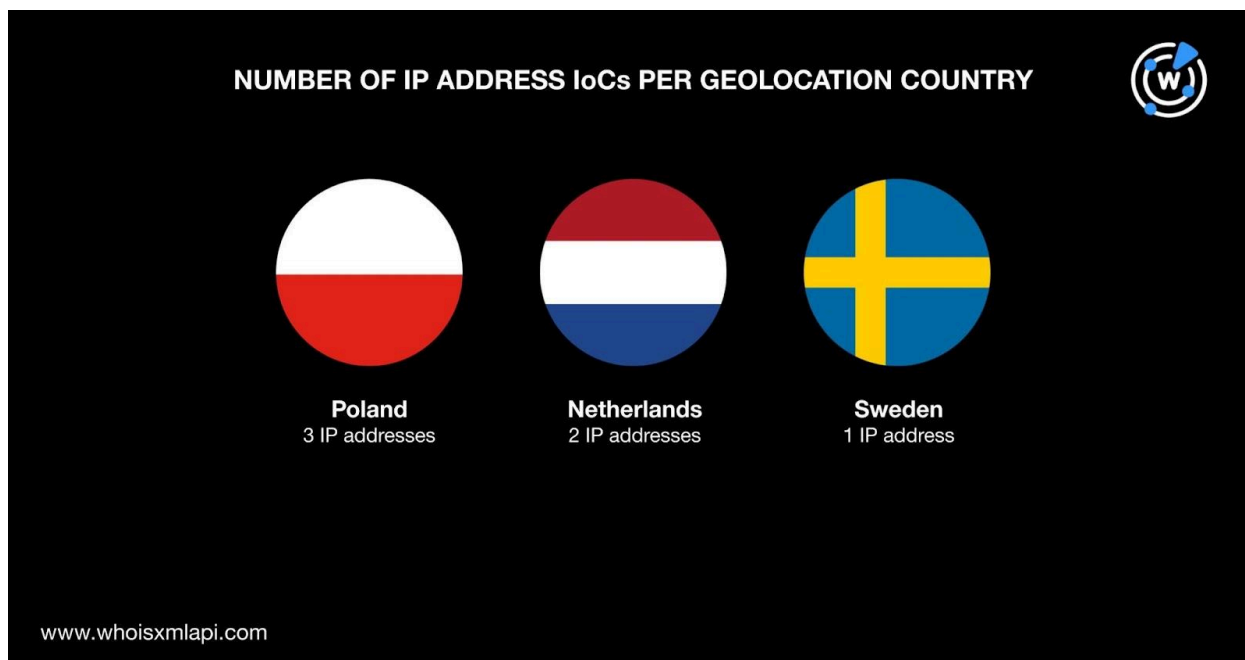 NUMBER OF IP ADDRESS IoCs PER GEOLOCATION COUNTRY
W
Poland
3 IP addresses
Netherlands
2 IP addresses
Sweden
1 IP address
www.whoisxmlapi.com